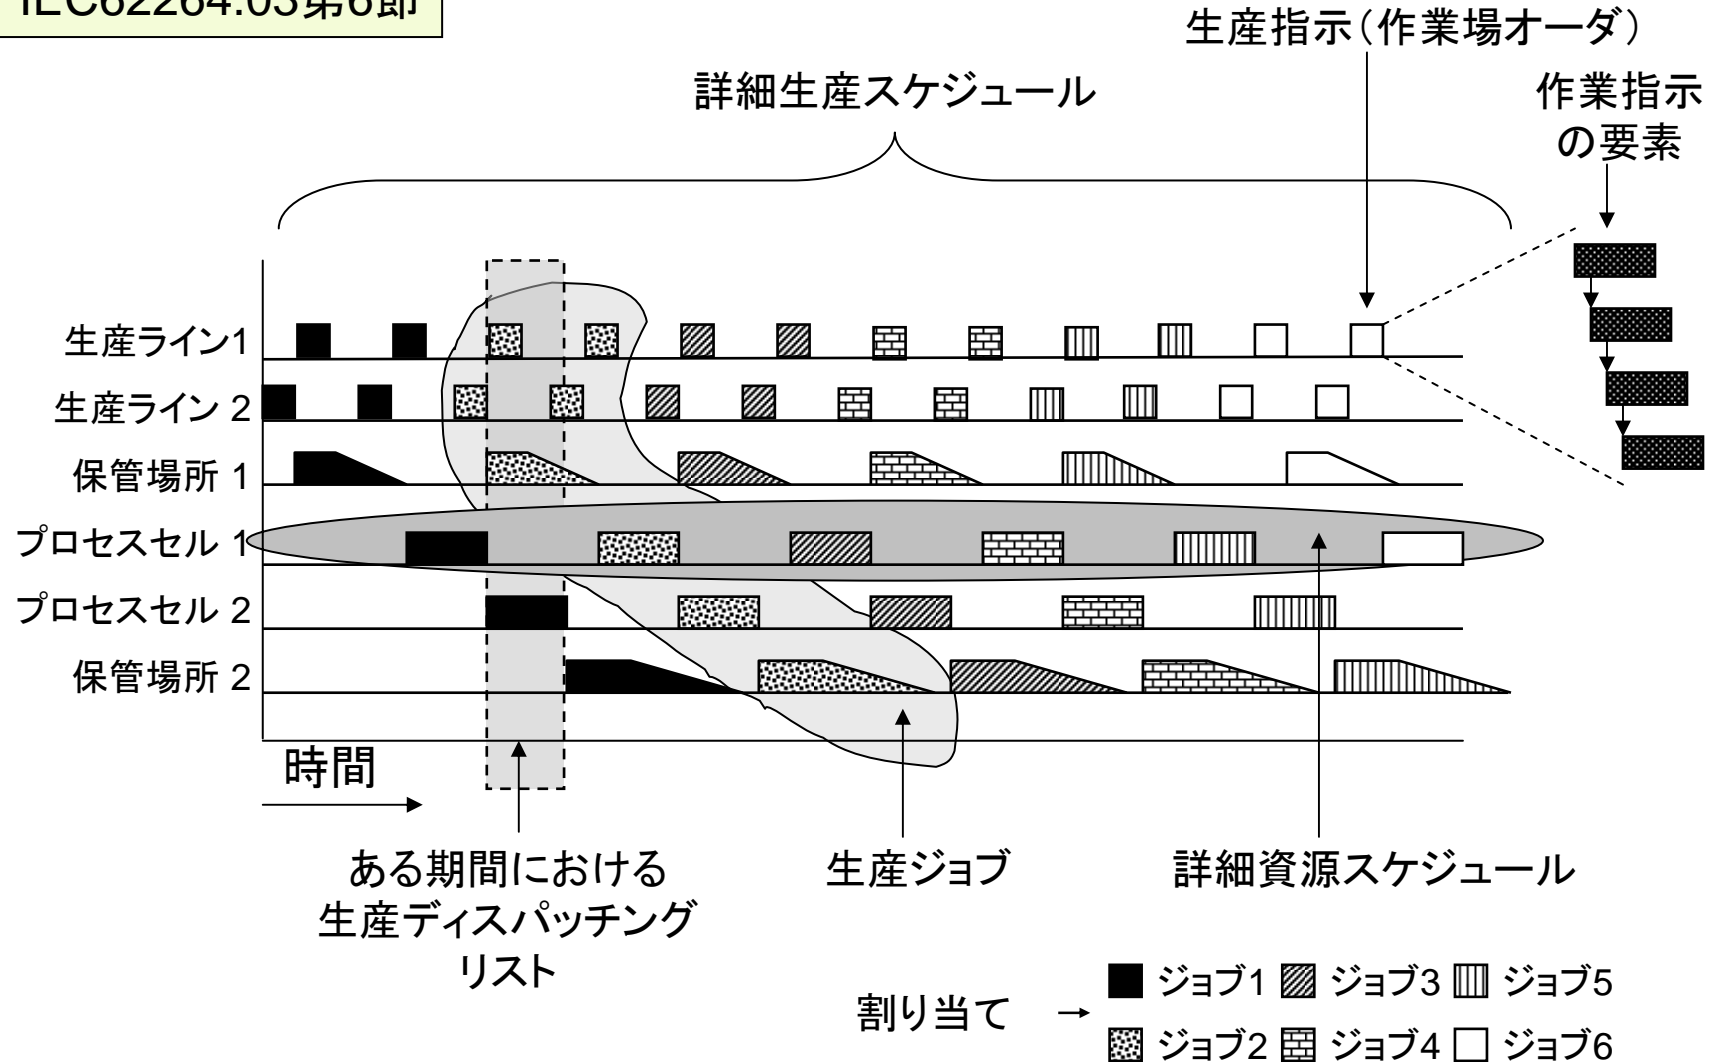 IEC62264.03第6節
生産指示(作業場オーダ)
詳細生産スケジュール
作業指示
の要素
生産ライン1
生産ライン 2
保管場所 1
プロセスセル 1
プロセスセル 2
保管場所 2
時間
ある期間における
生産ディスパッチング
リスト
生産ジョブ
詳細資源スケジュール
割り当て → ジョブ1 ジョブ3 ジョブ5
ジョブ2 ジョブ4 ジョブ6